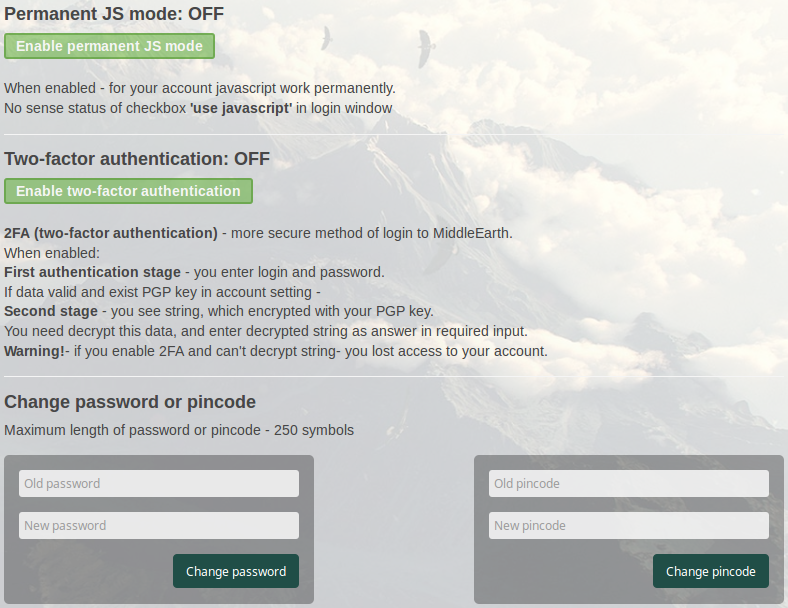 Permanent JS mode: OFF
Enable permanent JS mode
When enabled - for your account javascript work permanently.
No sense status of checkbox 'use javascript' in login window
Two-factor authentication: OFF
Enable two-factor authentication
2FA (two-factor authentication) - more secure method of login to MiddleEarth.
When enabled:
First authentication stage - you enter login and password.
If data valid and exist PGP key in account setting -
Second stage - you see string, which encrypted with your PGP key.
You need decrypt this data, and enter decrypted string as answer in required input.
Warning!- if you enable 2FA and can't decrypt string- you lost access to your account.
Change password or pincode
Maximum length of password or pincode - 250 symbols
Old password
New password
Change password
Old pincode
New pincode
Change pincode